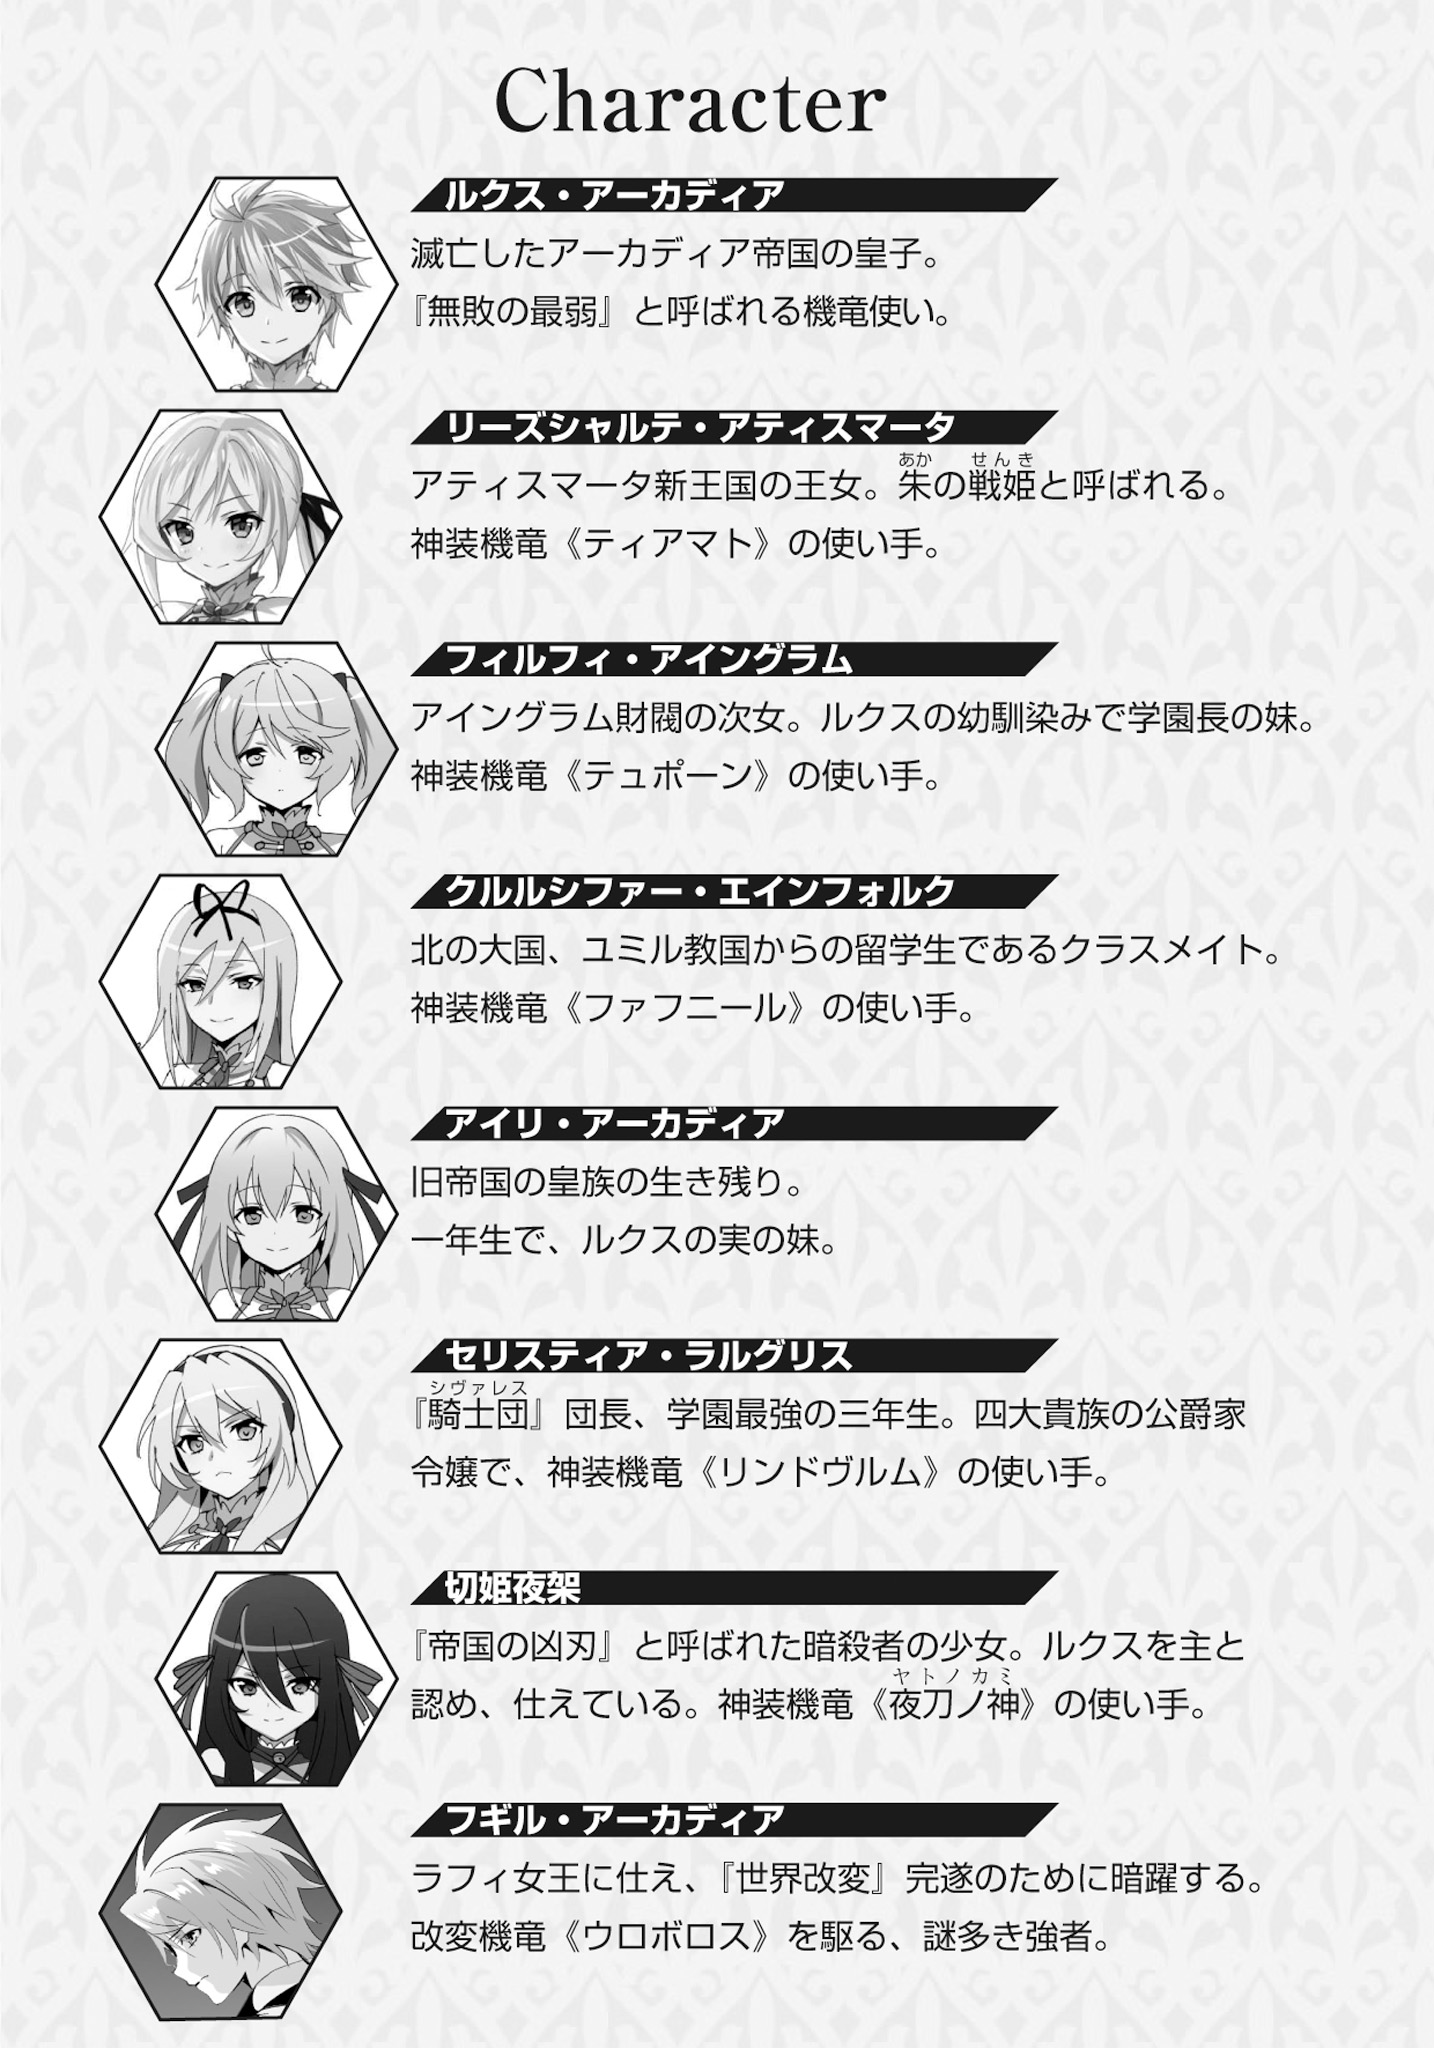 Character
ルクス・アーカディア
滅亡したアーカディア帝国の皇子。
『無敗の最弱』と呼ばれる機竜使い。
リーズシャルテ・アティスマータ
アティスマータ新王国の王女。朱の戦姫と呼ばれる。
あか せんき
神装機竜《ティアマト》の使い手。
フィルフィ・アイングラム
アイングラム財閥の次女。ルクスの幼馴染みで学園長の妹。
神装機竜《テュポーン》の使い手。
クルルシファー・エインフォルク
北の大国、ユミル教国からの留学生であるクラスメイト。
神装機竜《ファフニール》の使い手。
アイリ・アーカディア
旧帝国の皇族の生き残り。
一年生で、ルクスの実の妹。
セリスティア・ラルグリス
シヴァレス
『騎士団』団長、学園最強の三年生。四大貴族の公爵家
令嬢で、神装機竜《リンドヴルム》の使い手。
切姫夜架
『帝国の凶刃』と呼ばれた暗殺者の少女。ルクスを主と
ヤトノカミ
認め、仕えている。神装機竜《夜刀ノ神》の使い手。
フギル・アーカディア
ラフィ女王に仕え、『世界改変』完遂のために暗躍する。
改変機竜《ウロボロス》を駆る、謎多き強者。